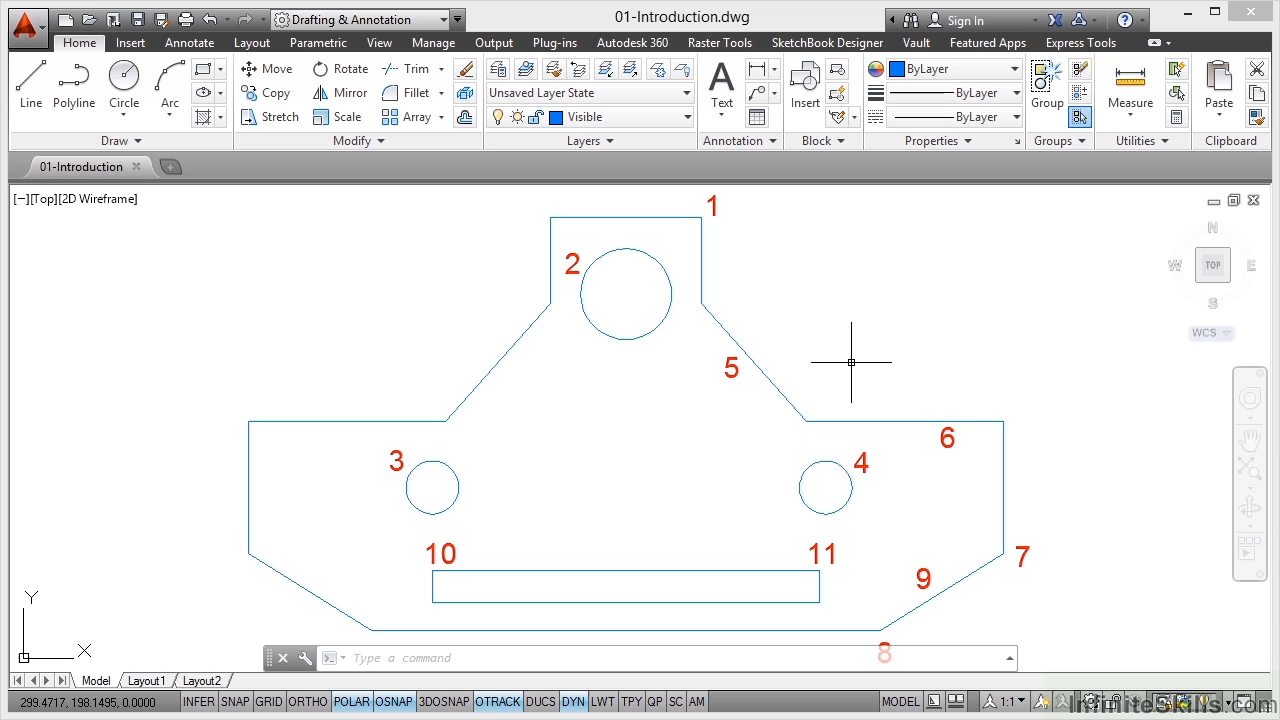 Drafting & Annotation 01-Introduction.dwg Sign In
Home Insert Annotate Layout Parametric View Manage Output Plug-ins Autodesk 360 Raster Tools SketchBook Designer Vault Featured Apps Express Tools
Move Rotate Trim ByLayer
Unsaved Layer State
Line Polyline Circle Arc Copy Mirror Fillet Text Insert ByLayer Group Measure Paste
Stretch Scale Array Visible ByLayer
Draw Modify Layers Annotation Block Properties Groups Utilities Clipboard
01-Introduction
[−][Top][2D Wireframe]
1
N
2
W TOP E
S
WCS
5
6
3 4
10 11 7
9
Y
X
Type a command
8
Model Layout1 Layout2
299.4717, 198.1495, 0.0000 INFER SNAP GRID ORTHO POLAR OSNAP 3DOSNAP OTRACK DUCS DYN LWT TPY QP SC AM MODEL 1:1
InfiniteSkills.com